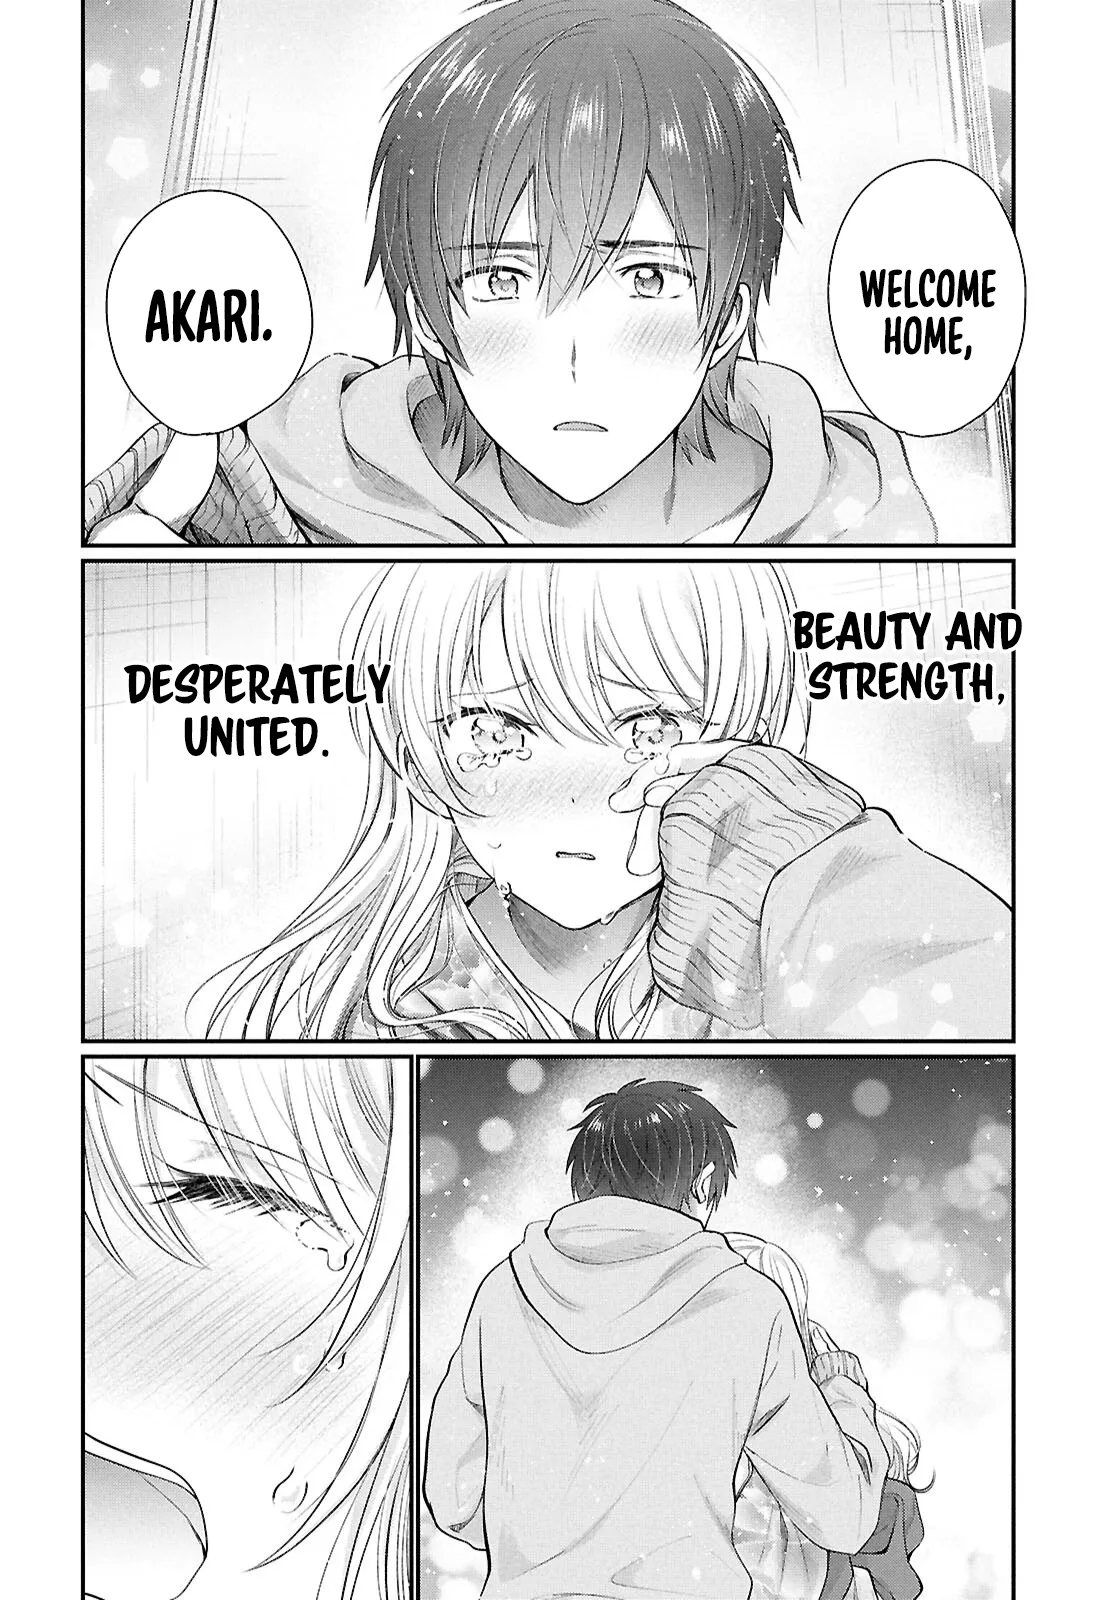 WELCOME
HOME,
AKARI.
BEAUTY AND
STRENGTH,
DESPERATELY
UNITED.